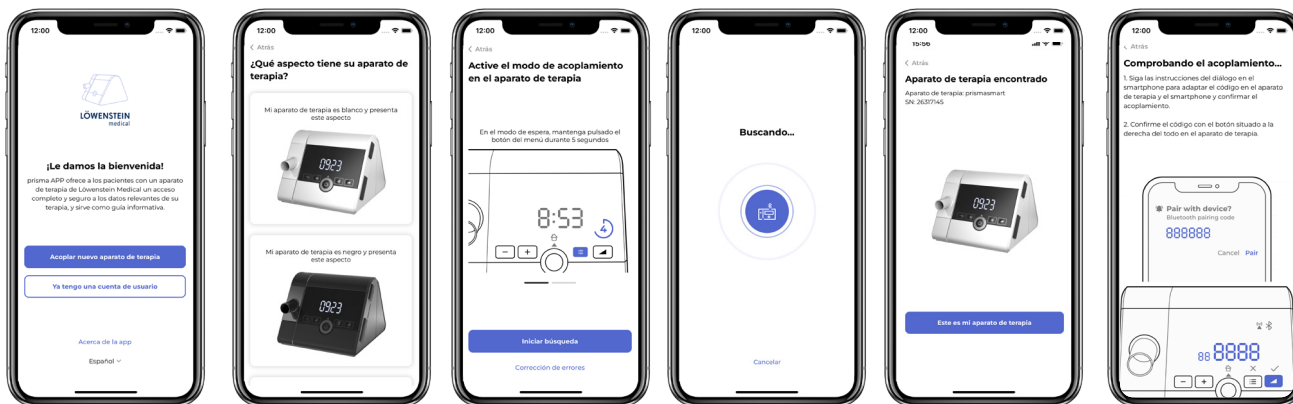 12:00
LÖWENSTEIN
medical
¡Le damos la bienvenida!
prisma APP ofrece a los pacientes con un aparato
de terapia de Löwenstein Medical un acceso
completo y seguro a los datos relevantes de su
terapia, y sirve como guía informativa.
Acoplar nuevo aparato de terapia
Ya tengo una cuenta de usuario
Acerca de la app
Español
12:00
Atrás
¿Qué aspecto tiene su aparato de
terapia?
Mi aparato de terapia es blanco y presenta
este aspecto
09:23
Mi aparato de terapia es negro y presenta
este aspecto
09:23
12:00
Atrás
Active el modo de acoplamiento
en el aparato de terapia
En el modo de espera, mantenga pulsado el
botón del menú durante 5 segundos
8:53
4
Iniciar búsqueda
Corrección de errores
12:00
Buscando...
Cancelar
12:00
15:56
Atrás
Aparato de terapia encontrado
Aparato de terapia: prismasmart
SN: 26317145
09:23
Este es mi aparato de terapia
12:00
Atrás
Comprobando el acoplamiento...
1. Siga las instrucciones del diálogo en el
smartphone para adaptar el código en el aparato
de terapia y el smartphone y confirmar el
acoplamiento.
2. Confirme el código con el botón situado a la
derecha del todo en el aparato de terapia.
Pair with device?
Bluetooth pairing code
888888
Cancel Pair
88 8888